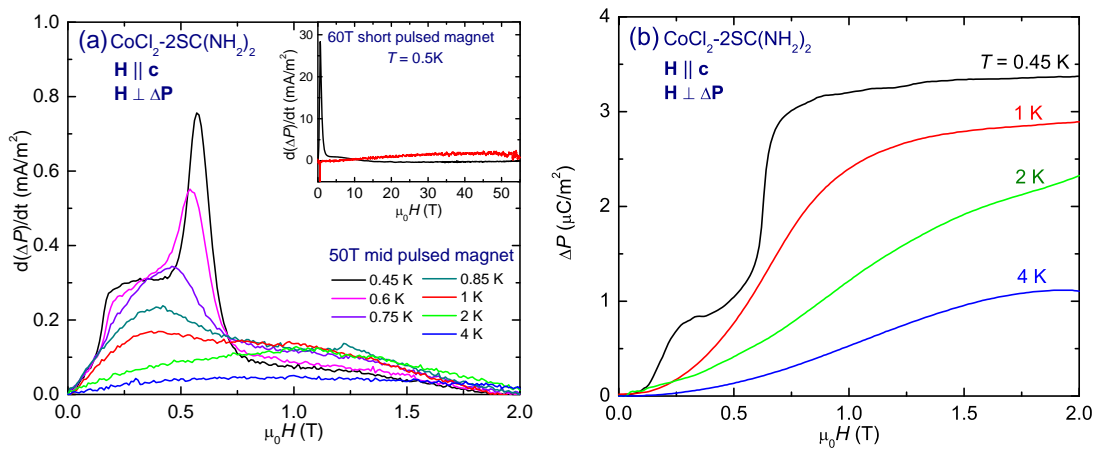 (a) CoCl₂-2SC(NH₂)₂
H || c
H ⊥ ΔP
60T short pulsed magnet
T = 0.5K
d(ΔP)/dt (mA/m²)
30
20
10
0
0 10 20 30 40 50
μ₀H (T)
50T mid pulsed magnet
0.45 K 0.85 K
0.6 K 1 K
0.75 K 2 K
4 K
d(ΔP)/dt (mA/m²)
1.0
0.8
0.6
0.4
0.2
0.0
0.0 0.5 1.0 1.5 2.0
μ₀H (T)
(b) CoCl₂-2SC(NH₂)₂
H || c
H ⊥ ΔP
T = 0.45 K
1 K
2 K
4 K
ΔP (μC/m²)
4
3
2
1
0
0.0 0.5 1.0 1.5 2.0
μ₀H (T)